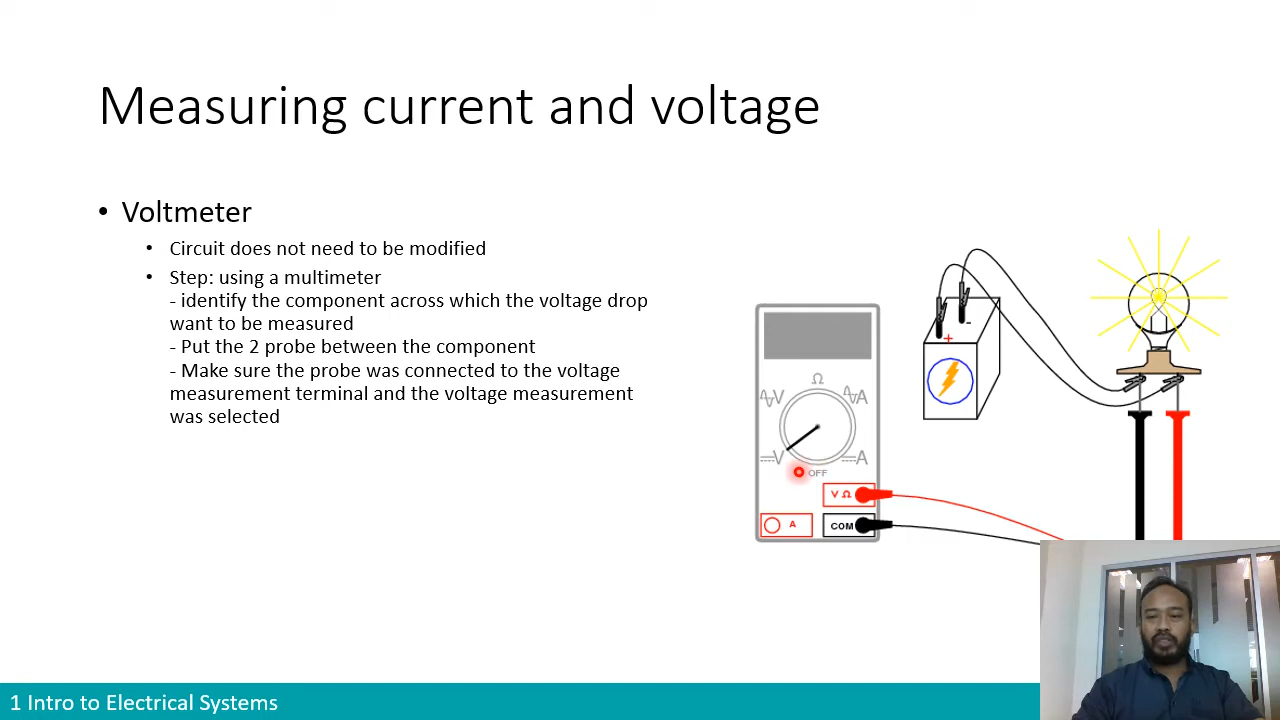 Measuring current and voltage
• Voltmeter
• Circuit does not need to be modified
• Step: using a multimeter
- identify the component across which the voltage drop
want to be measured
- Put the 2 probe between the component
- Make sure the probe was connected to the voltage
measurement terminal and the voltage measurement
was selected
Ω
V
A
V
A
OFF
V Ω
A
COM
+
-
1 Intro to Electrical Systems